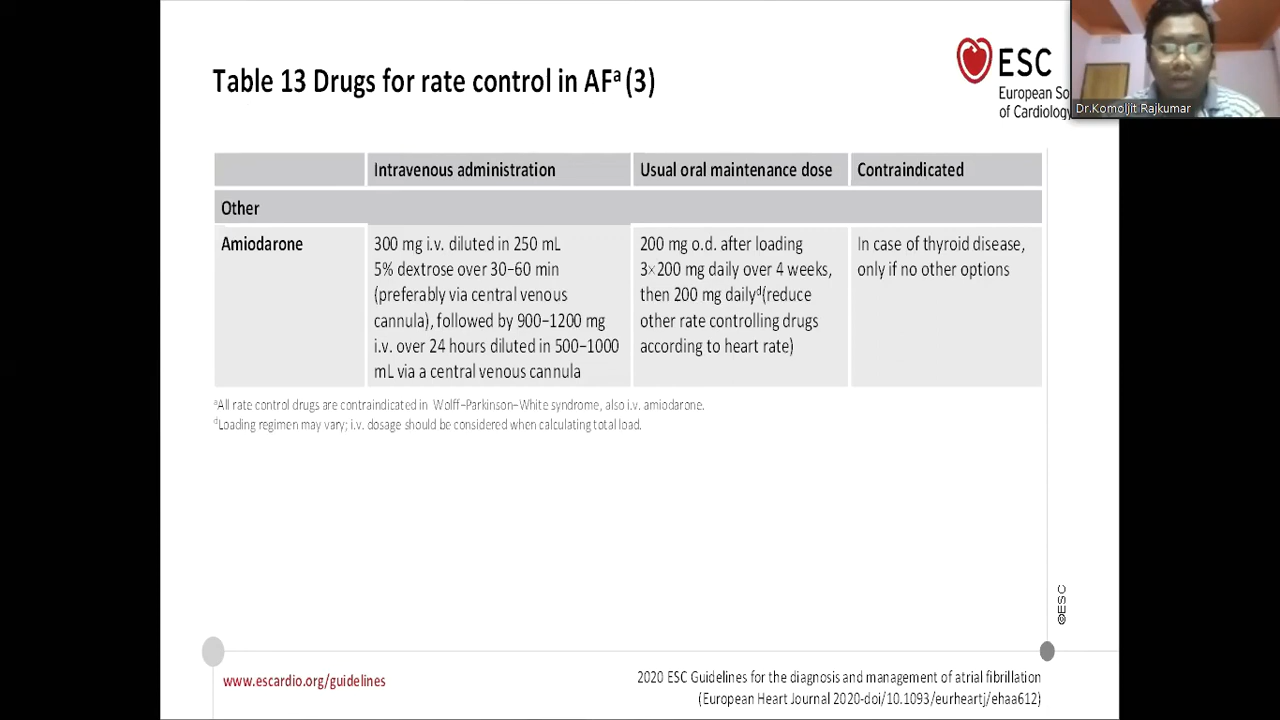 Table 13 Drugs for rate control in AFᵃ (3)
ESC
European So
of Cardiology
Dr.Komoljit Rajkumar
Intravenous administration
Usual oral maintenance dose
Contraindicated
Other
Amiodarone
300 mg i.v. diluted in 250 mL
5% dextrose over 30–60 min
(preferably via central venous
cannula), followed by 900–1200 mg
i.v. over 24 hours diluted in 500–1000
mL via a central venous cannula
200 mg o.d. after loading
3×200 mg daily over 4 weeks,
then 200 mg dailyᵈ(reduce
other rate controlling drugs
according to heart rate)
In case of thyroid disease,
only if no other options
ᵃAll rate control drugs are contraindicated in Wolff–Parkinson–White syndrome, also i.v. amiodarone.
ᵈLoading regimen may vary; i.v. dosage should be considered when calculating total load.
©ESC
www.escardio.org/guidelines
2020 ESC Guidelines for the diagnosis and management of atrial fibrillation
(European Heart Journal 2020-doi/10.1093/eurheartj/ehaa612)